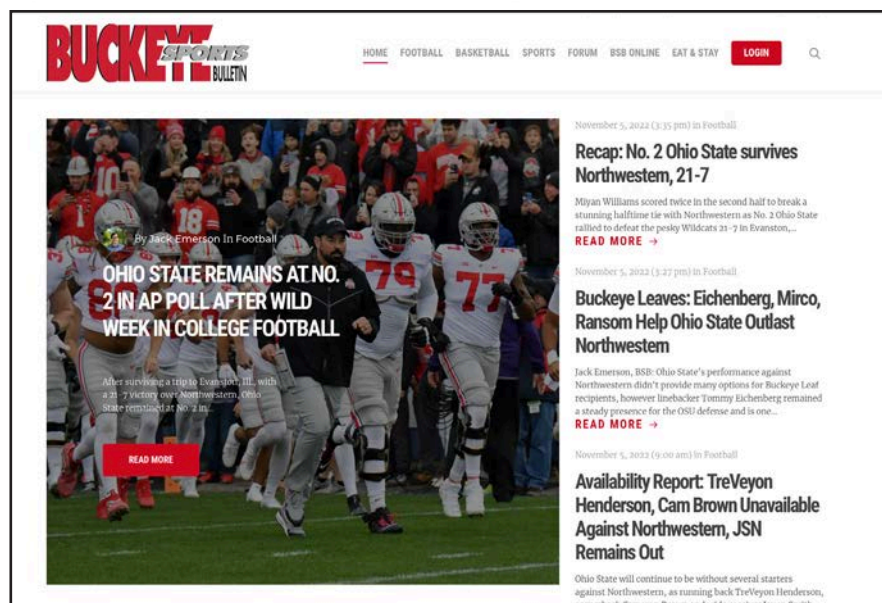 BUCKEYE
SPORTS
BULLETIN
HOME FOOTBALL BASKETBALL SPORTS FORUM BSB ONLINE EAT & STAY LOGIN
By Jack Emerson In Football
OHIO STATE REMAINS AT NO.
2 IN AP POLL AFTER WILD
WEEK IN COLLEGE FOOTBALL
After surviving a trip to Evanston, Ill., with
a 21-7 victory over Northwestern, Ohio
State remained at No. 2 in...
READ MORE
10
18
79
77
November 5, 2022 (3:35 pm) in Football
Recap: No. 2 Ohio State survives
Northwestern, 21-7
Miyan Williams scored twice in the second half to break a
stunning halftime tie with Northwestern as No. 2 Ohio State
rallied to defeat the pesky Wildcats 21-7 in Evanston,...
READ MORE →
November 5, 2022 (3:27 pm) in Football
Buckeye Leaves: Eichenberg, Mirco,
Ransom Help Ohio State Outlast
Northwestern
Jack Emerson, BSB: Ohio State's performance against
Northwestern didn't provide many options for Buckeye Leaf
recipients, however linebacker Tommy Eichenberg remained
a steady presence for the OSU defense and is one...
READ MORE →
November 5, 2022 (9:00 am) in Football
Availability Report: TreVeyon
Henderson, Cam Brown Unavailable
Against Northwestern, JSN
Remains Out
Ohio State will continue to be without several starters
against Northwestern, as running back TreVeyon Henderson,